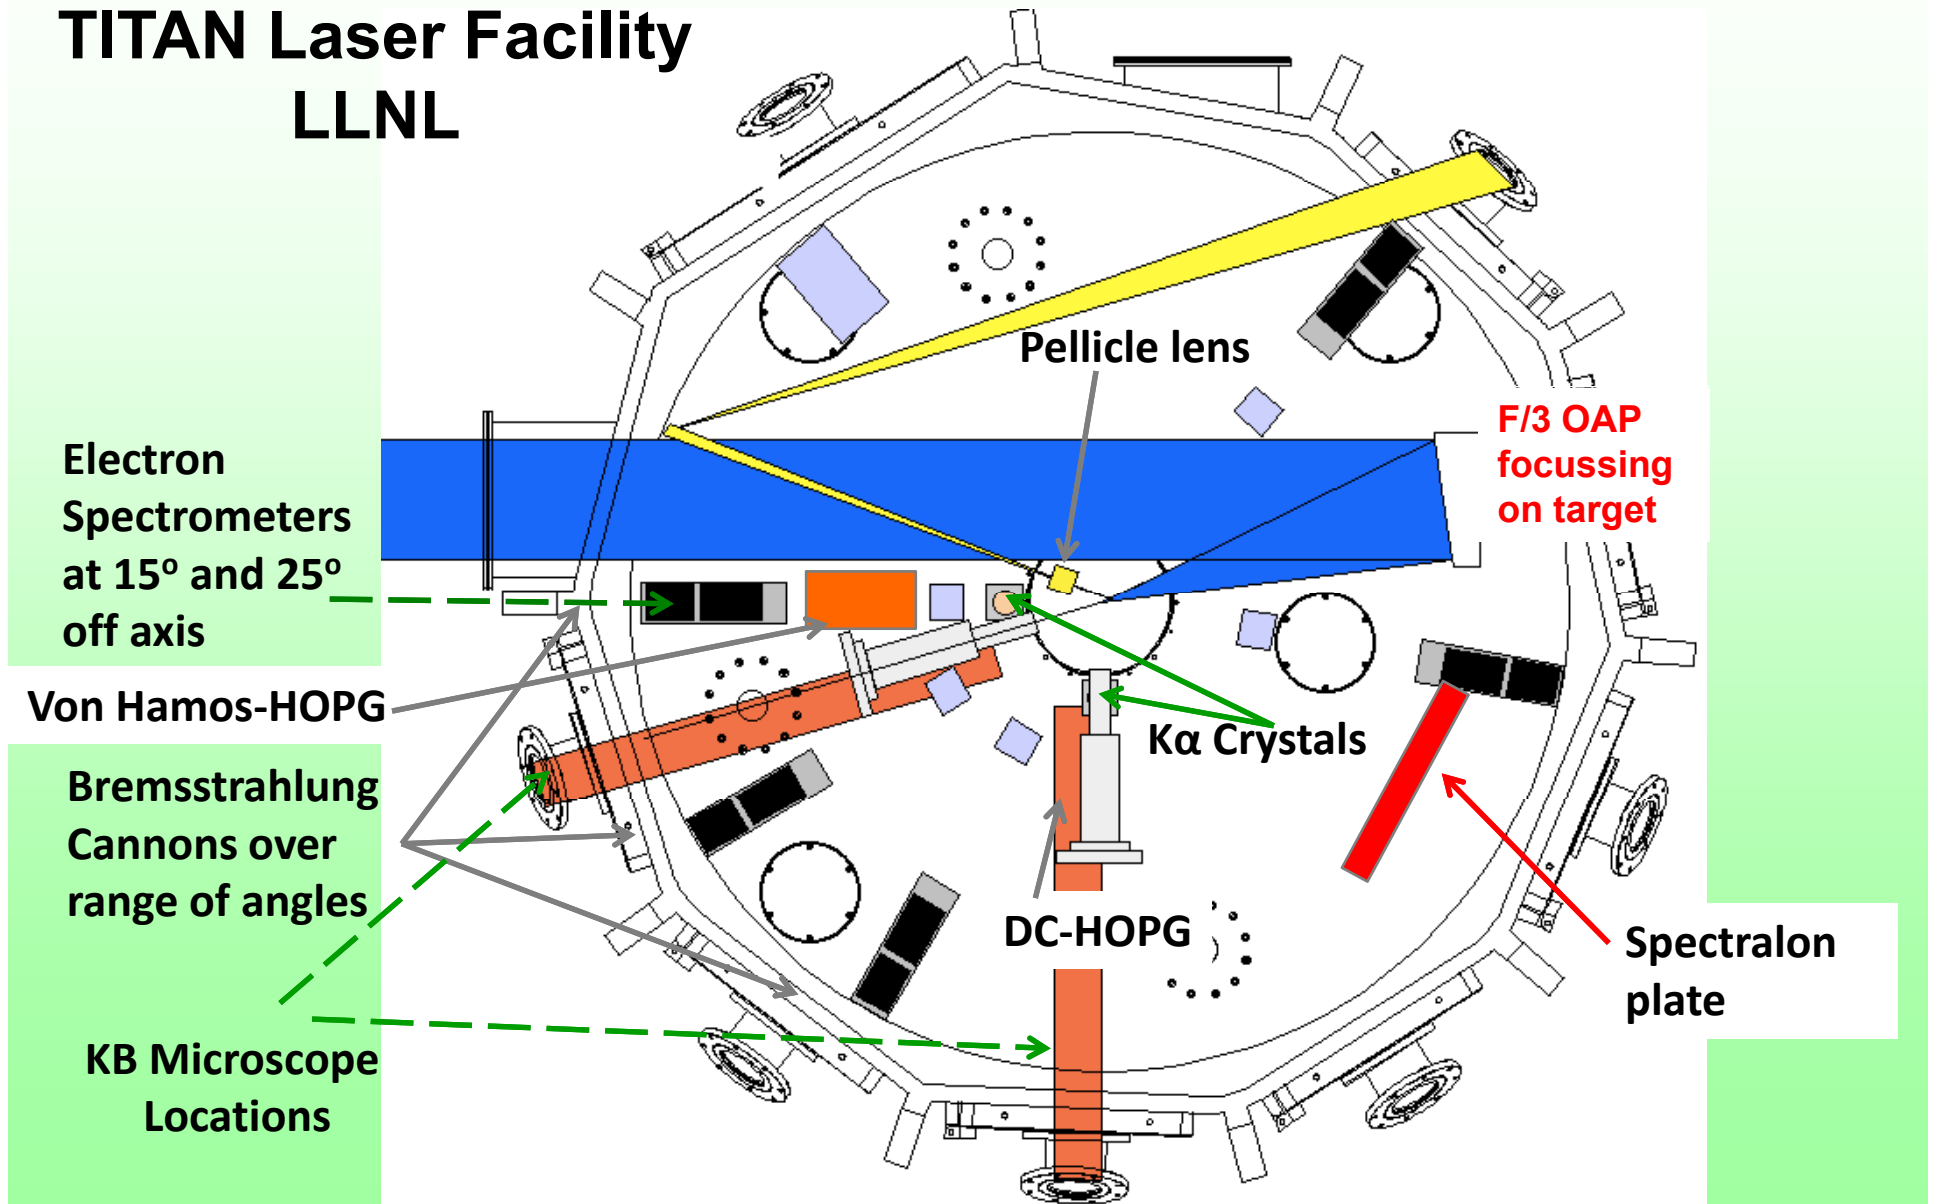 TITAN Laser Facility
LLNL
Pellicle lens
F/3 OAP
focussing
on target
Electron
Spectrometers
at 15º and 25º
off axis
Von Hamos-HOPG
Kα Crystals
Bremsstrahlung
Cannons over
range of angles
DC-HOPG
Spectralon
plate
KB Microscope
Locations